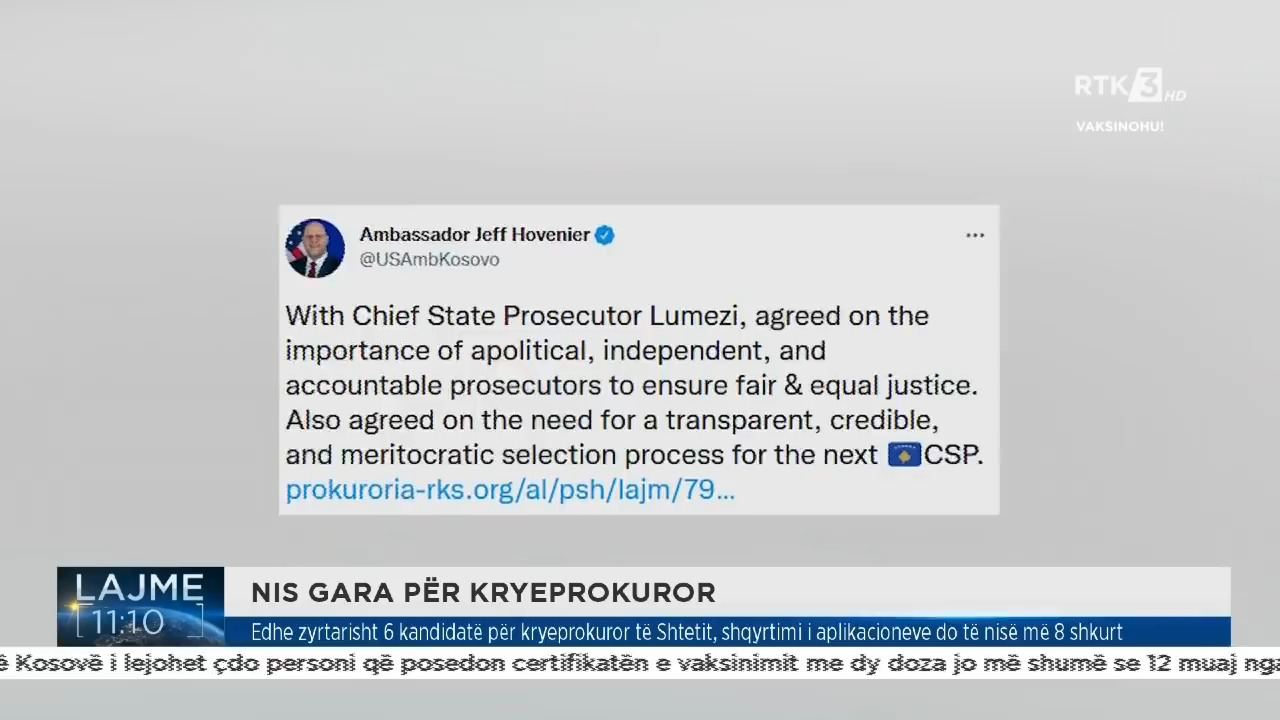 RTK 3 HD
VAKSINOHU!
Ambassador Jeff Hovenier
@USAmbKosovo
With Chief State Prosecutor Lumezi, agreed on the
importance of apolitical, independent, and
accountable prosecutors to ensure fair & equal justice.
Also agreed on the need for a transparent, credible,
and meritocratic selection process for the next 🇽🇰CSP.
prokuroria-rks.org/al/psh/lajm/79...
LAJME
11:10
NIS GARA PËR KRYEPROKUROR
Edhe zyrtarisht 6 kandidatë për kryeprokuror të Shtetit, shqyrtimi i aplikacioneve do të nisë më 8 shkurt
ë Kosovë i lejohet çdo personi që posedon certifikatën e vaksinimit me dy doza jo më shumë se 12 muaj nga